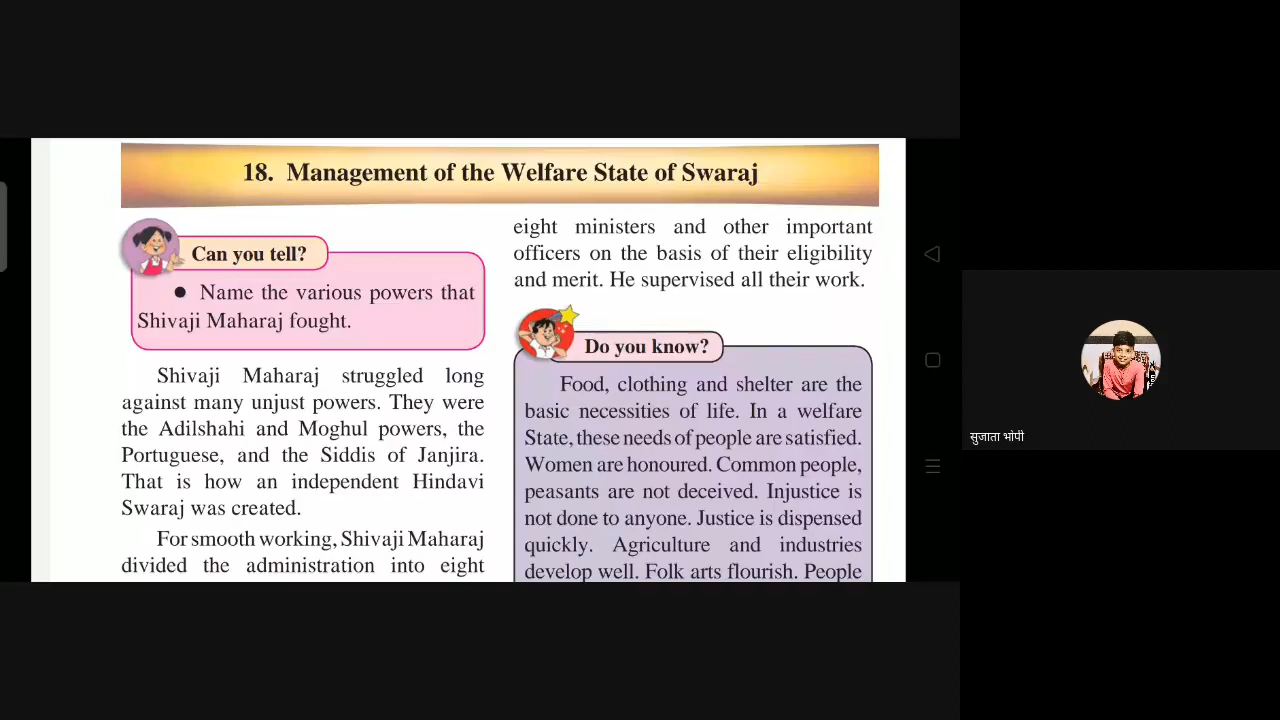 18. Management of the Welfare State of Swaraj
Can you tell?
● Name the various powers that
Shivaji Maharaj fought.
Shivaji Maharaj struggled long
against many unjust powers. They were
the Adilshahi and Moghul powers, the
Portuguese, and the Siddis of Janjira.
That is how an independent Hindavi
Swaraj was created.
For smooth working, Shivaji Maharaj
divided the administration into eight
eight ministers and other important
officers on the basis of their eligibility
and merit. He supervised all their work.
Do you know?
Food, clothing and shelter are the
basic necessities of life. In a welfare
State, these needs of people are satisfied.
Women are honoured. Common people,
peasants are not deceived. Injustice is
not done to anyone. Justice is dispensed
quickly. Agriculture and industries
develop well. Folk arts flourish. People
सुजाता भोपी